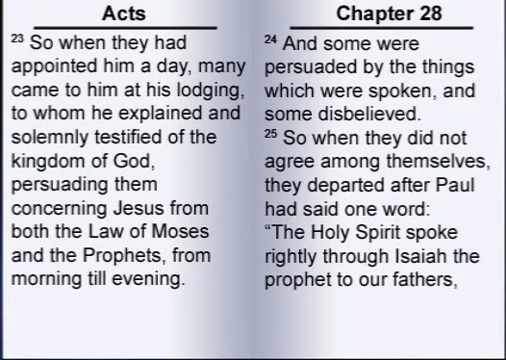 Acts
²³ So when they had
appointed him a day, many
came to him at his lodging,
to whom he explained and
solemnly testified of the
kingdom of God,
persuading them
concerning Jesus from
both the Law of Moses
and the Prophets, from
morning till evening.
Chapter 28
²⁴ And some were
persuaded by the things
which were spoken, and
some disbelieved.
²⁵ So when they did not
agree among themselves,
they departed after Paul
had said one word:
“The Holy Spirit spoke
rightly through Isaiah the
prophet to our fathers,